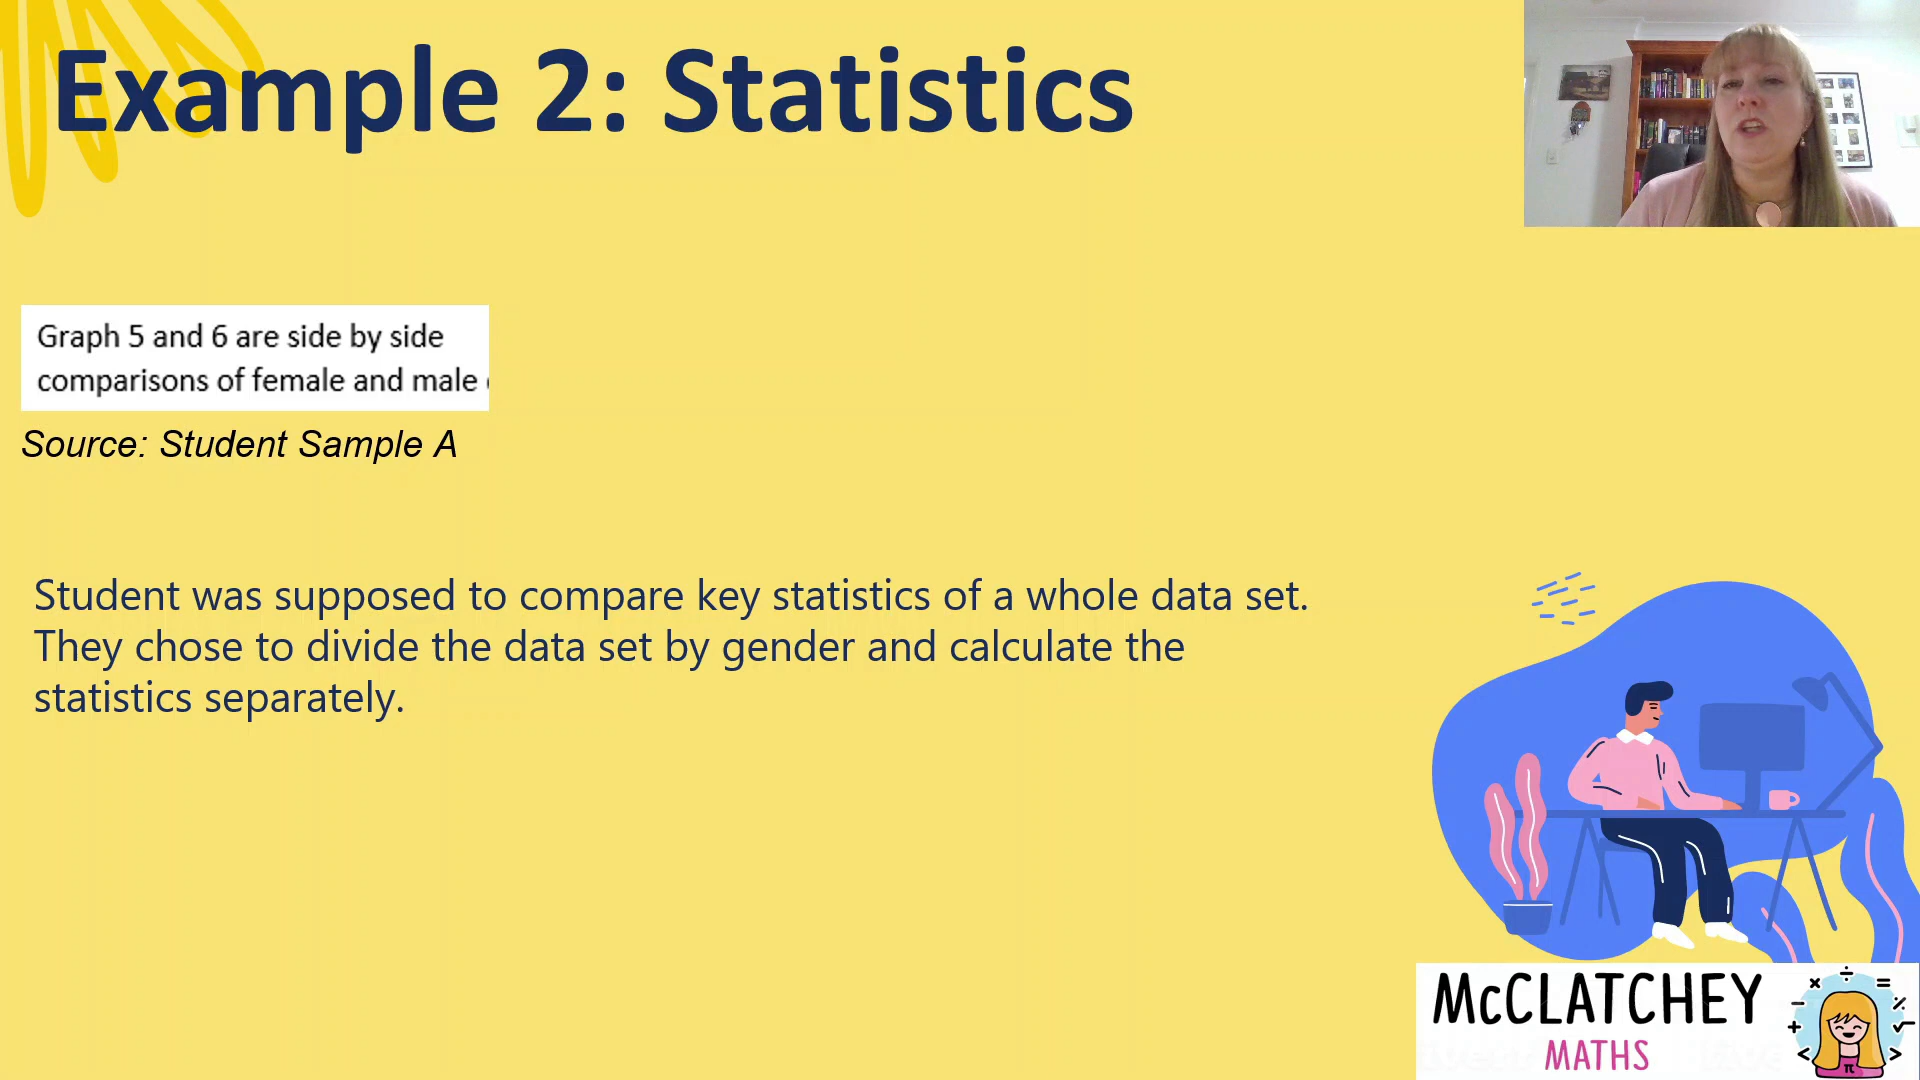 Example 2: Statistics
Graph 5 and 6 are side by side
comparisons of female and male
Source: Student Sample A
Student was supposed to compare key statistics of a whole data set.
They chose to divide the data set by gender and calculate the
statistics separately.
McCLATCHEY
MATHS